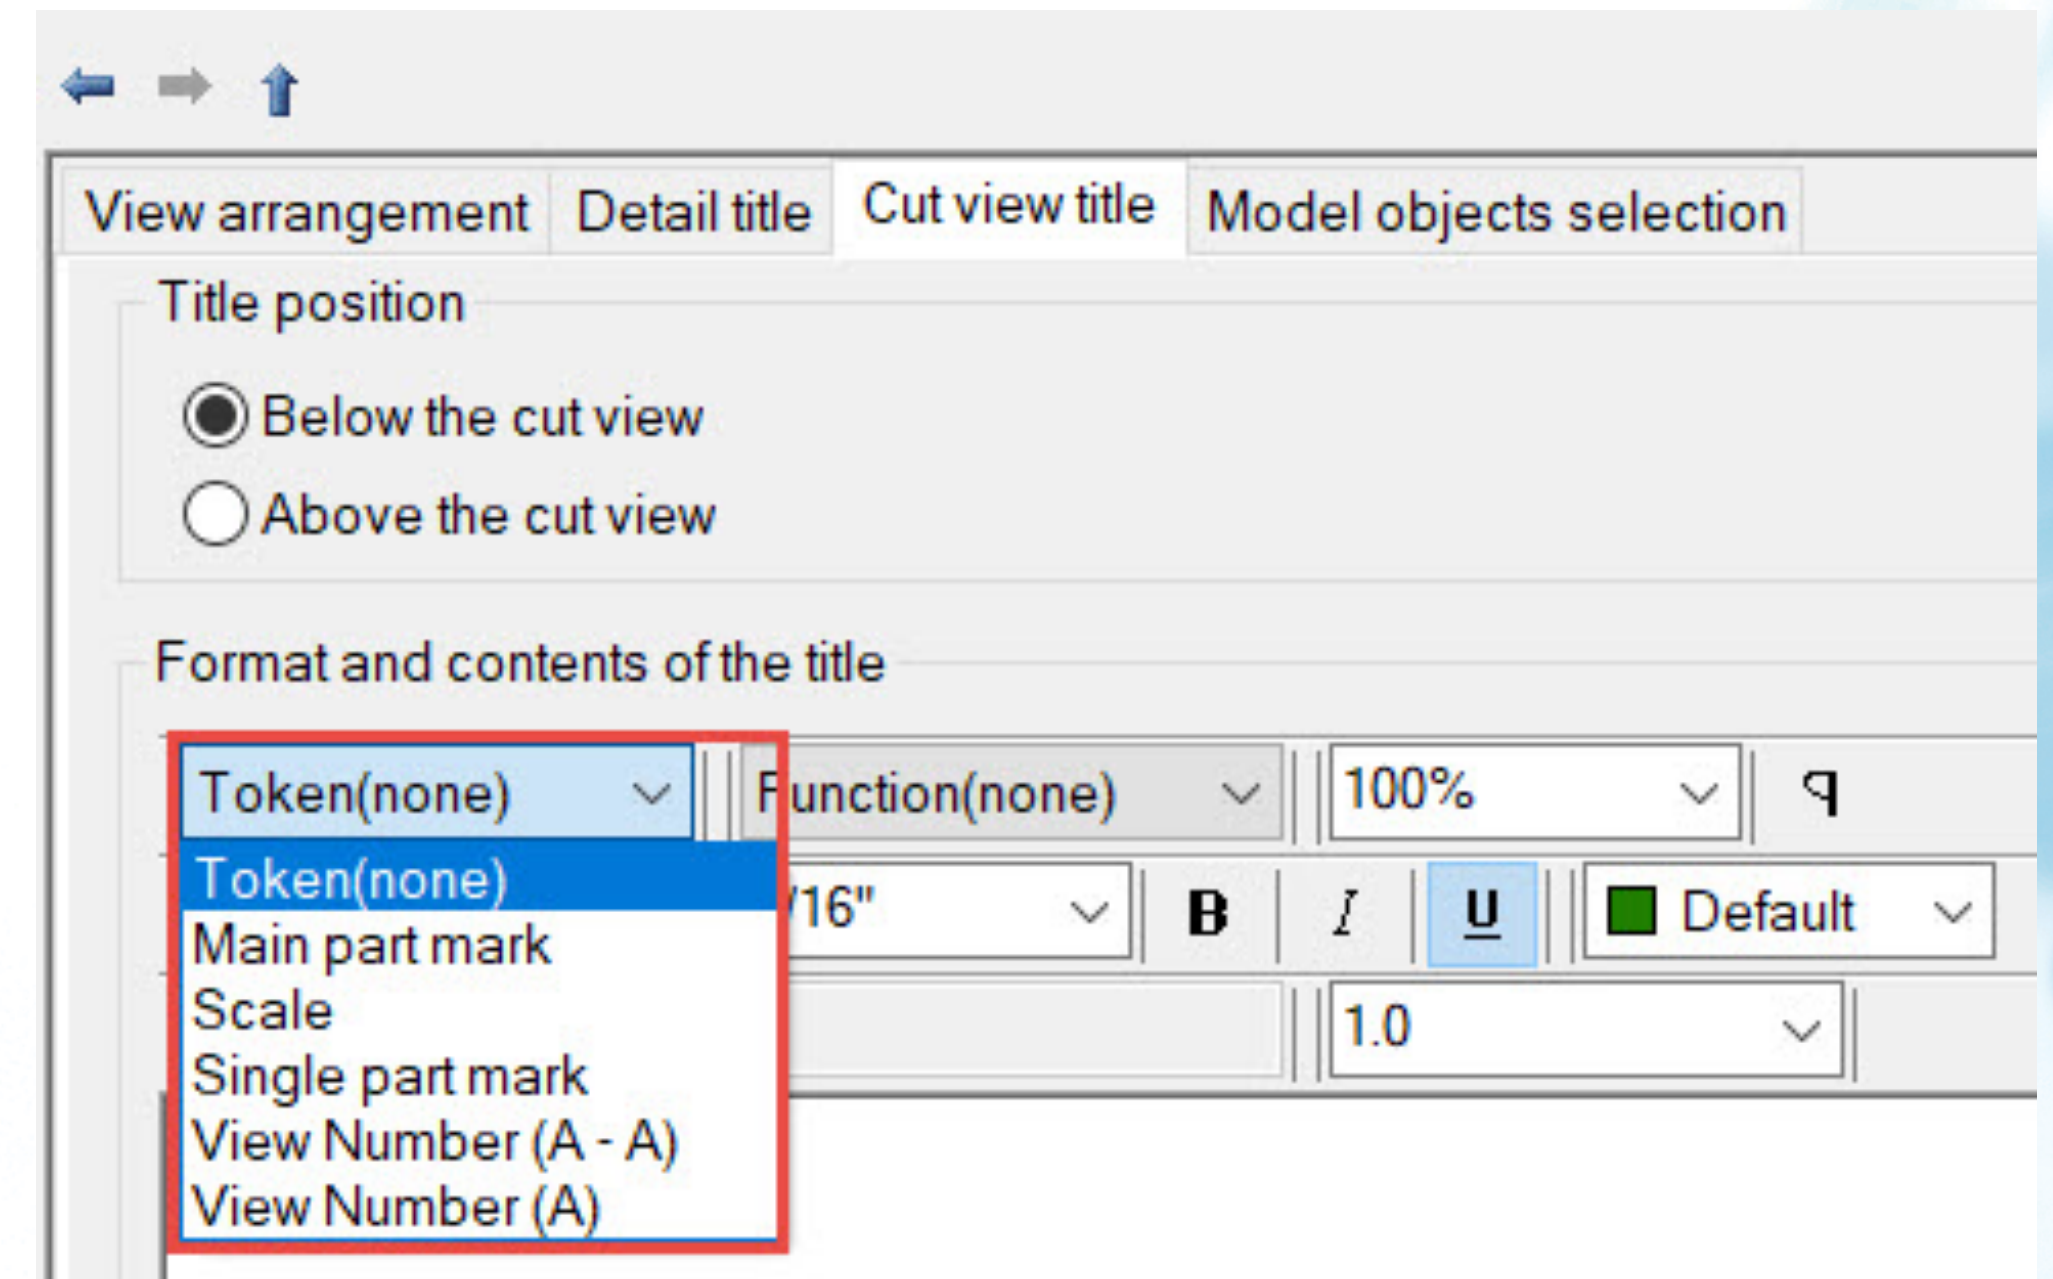 View arrangement Detail title Cut view title Model objects selection
Title position
Below the cut view
Above the cut view
Format and contents of the title
Token(none) Function(none) 100%
Token(none) /16" B I U Default
Main part mark
Scale 1.0
Single part mark
View Number (A - A)
View Number (A)